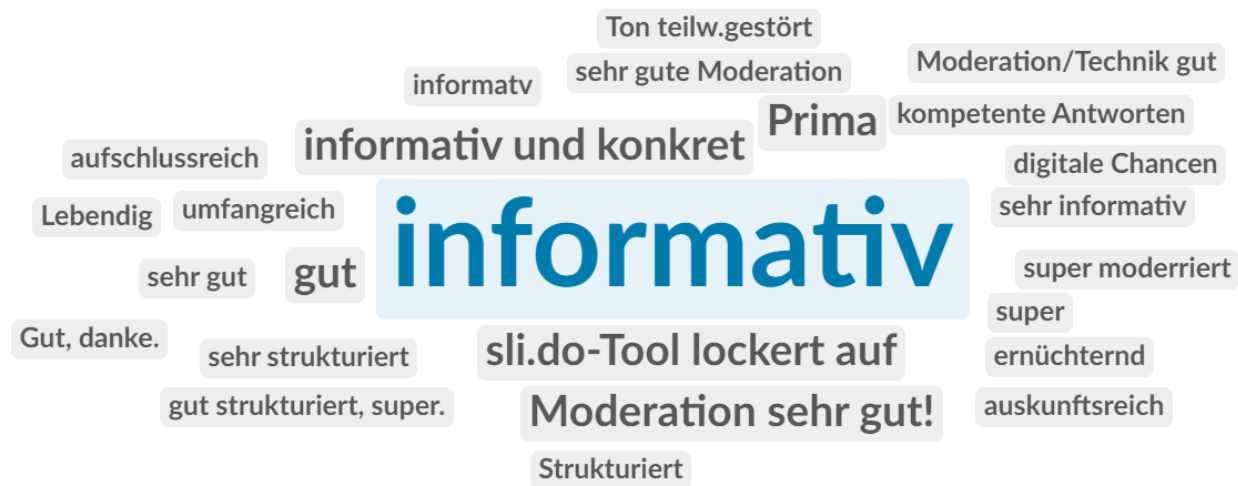 Ton teilw.gestört
Moderation/Technik gut
sehr gute Moderation
informatv
Prima
kompetente Antworten
informativ und konkret
aufschlussreich
digitale Chancen
Lebendig
umfangreich
sehr informativ
informativ
sehr gut
gut
super moderriert
super
Gut, danke.
sehr strukturiert
sli.do-Tool lockert auf
ernüchternd
gut strukturiert, super.
Moderation sehr gut!
auskunftsreich
Strukturiert